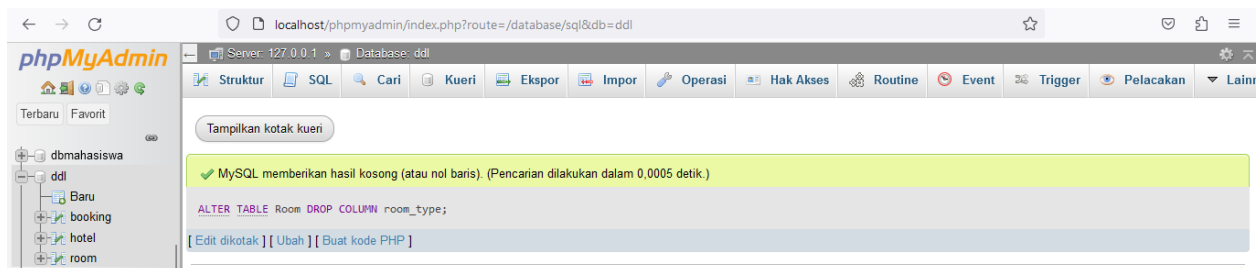 localhost/phpmyadmin/index.php?route=/database/sql&db=ddl
phpMyAdmin
Server: 127.0.0.1 » Database: ddl
Struktur SQL Cari Kueri Ekspor Impor Operasi Hak Akses Routine Event Trigger Pelacakan Lainn
Terbaru Favorit
Tampilkan kotak kueri
dbmahasiswa
ddl
Baru
booking
hotel
room
MySQL memberikan hasil kosong (atau nol baris). (Pencarian dilakukan dalam 0,0005 detik.)
ALTER TABLE Room DROP COLUMN room_type;
[ Edit dikotak ] [ Ubah ] [ Buat kode PHP ]